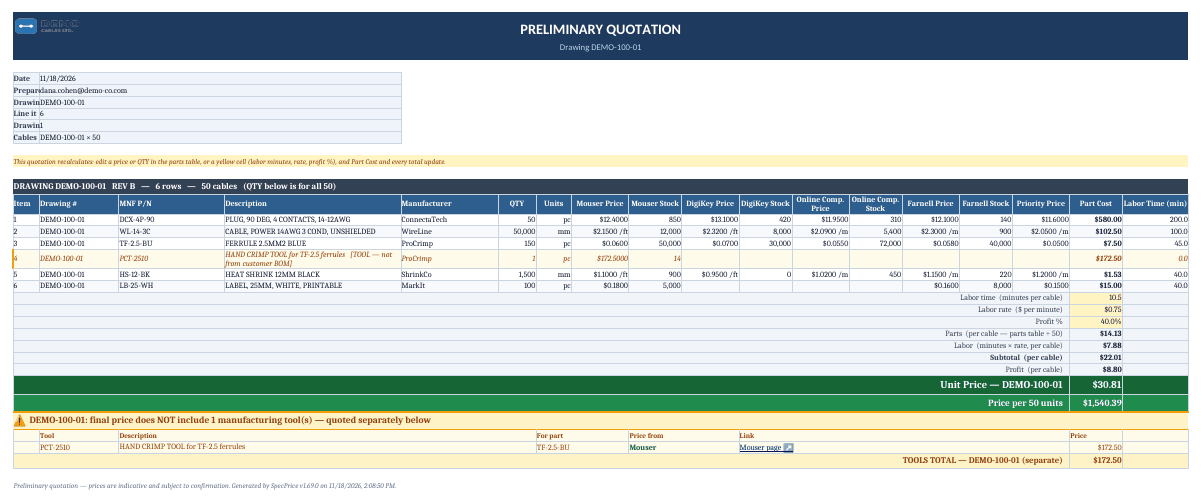 DEMO
CABLES LTD.
PRELIMINARY QUOTATION
Drawing DEMO-100-01
Date 11/18/2026
Prepar dana.cohen@demo-co.com
Drawin DEMO-100-01
Line it 6
Drawin 1
Cables DEMO-100-01 × 50
This quotation recalculates: edit a price or QTY in the parts table, or a yellow cell (labor minutes, rate, profit %), and Part Cost and every total update.
DRAWING DEMO-100-01 REV B — 6 rows — 50 cables (QTY below is for all 50)
Item Drawing # MNF P/N Description Manufacturer QTY Units Mouser Price Mouser Stock DigiKey Price DigiKey Stock Online Comp. Price Online Comp. Stock Farnell Price Farnell Stock Priority Price Part Cost Labor Time (min)
1 DEMO-100-01 DCX-4P-90 PLUG, 90 DEG, 4 CONTACTS, 14-12AWG ConnectaTech 50 pc $12.4000 850 $13.1000 420 $11.9500 310 $12.1000 140 $11.6000 $580.00 200.0
2 DEMO-100-01 WL-14-3C CABLE, POWER 14AWG 3 COND, UNSHIELDED WireLine 50,000 mm $2.1500 /ft 12,000 $2.3200 /ft 8,000 $2.0900 /m 5,400 $2.3000 /m 900 $2.0500 /m $102.50 100.0
3 DEMO-100-01 TF-2.5-BU FERRULE 2.5MM2 BLUE ProCrimp 150 pc $0.0600 50,000 $0.0700 30,000 $0.0550 72,000 $0.0580 40,000 $0.0500 $7.50 45.0
4 DEMO-100-01 PCT-2510 HAND CRIMP TOOL for TF-2.5 ferrules [TOOL — not from customer BOM] ProCrimp 1 pc $172.5000 14 $172.50 0.0
5 DEMO-100-01 HS-12-BK HEAT SHRINK 12MM BLACK ShrinkCo 1,500 mm $1.1000 /ft 900 $0.9500 /ft 0 $1.0200 /m 450 $1.1500 /m 220 $1.2000 /m $1.53 40.0
6 DEMO-100-01 LB-25-WH LABEL, 25MM, WHITE, PRINTABLE MarkIt 100 pc $0.1800 5,000 $0.1600 8,000 $0.1500 $15.00 40.0
Labor time (minutes per cable) 10.5
Labor rate ($ per minute) $0.75
Profit % 40.0%
Parts (per cable — parts table ÷ 50) $14.13
Labor (minutes × rate, per cable) $7.88
Subtotal (per cable) $22.01
Profit (per cable) $8.80
Unit Price — DEMO-100-01 $30.81
Price per 50 units $1,540.39
⚠ DEMO-100-01: final price does NOT include 1 manufacturing tool(s) — quoted separately below
Tool Description For part Price from Link Price
PCT-2510 HAND CRIMP TOOL for TF-2.5 ferrules TF-2.5-BU Mouser Mouser page ↗ $172.50
TOOLS TOTAL — DEMO-100-01 (separate) $172.50
Preliminary quotation — prices are indicative and subject to confirmation. Generated by SpecPrice v1.69.0 on 11/18/2026, 2:08:50 PM.